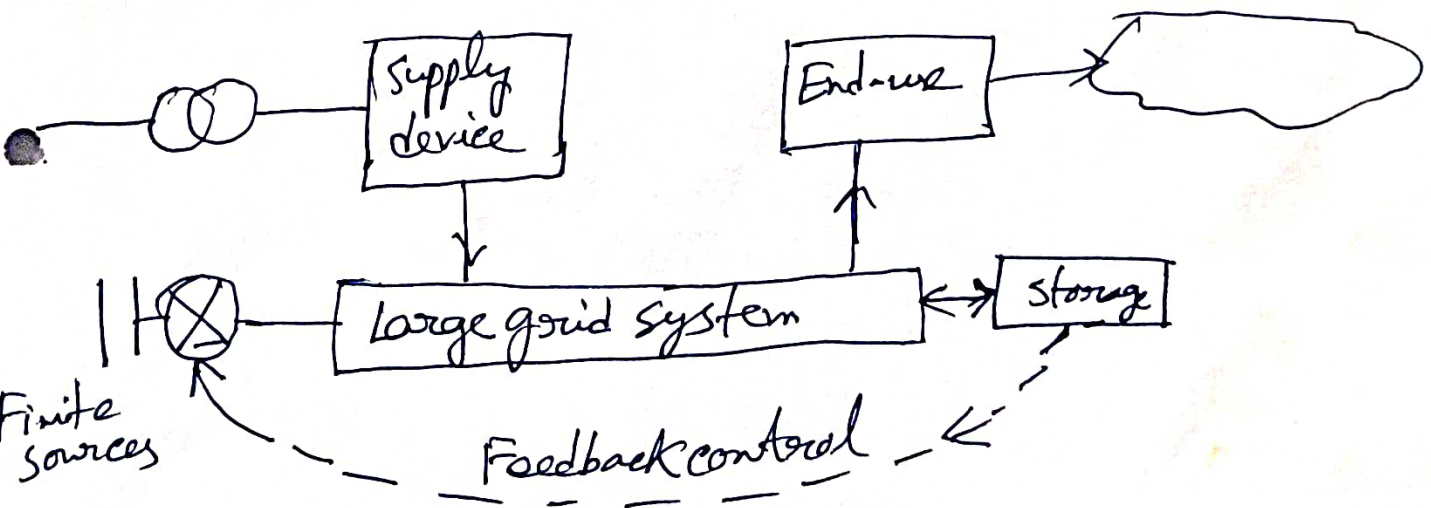 Supply
device
End-use
Large grid system
Storage
Finite
sources
Feedback control